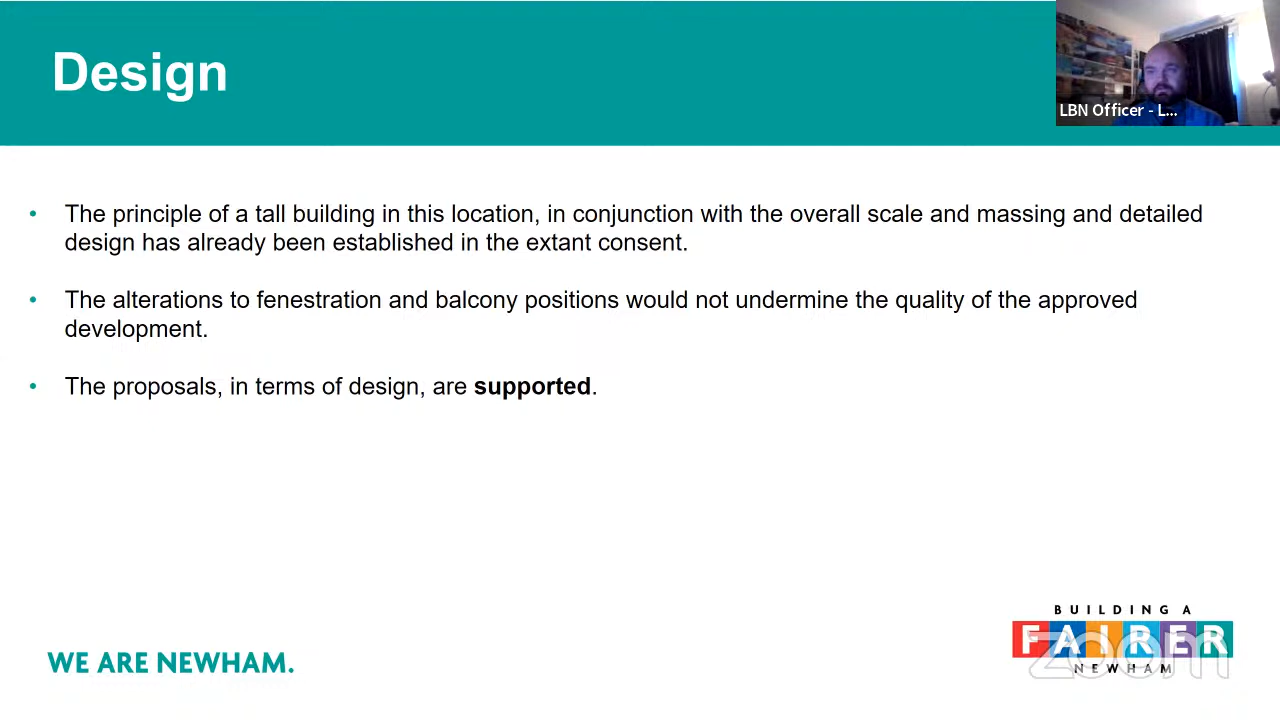 Design
LBN Officer - L...
• The principle of a tall building in this location, in conjunction with the overall scale and massing and detailed
design has already been established in the extant consent.
• The alterations to fenestration and balcony positions would not undermine the quality of the approved
development.
• The proposals, in terms of design, are supported.
BUILDING A
FAIRER
NEWHAM
zoom
WE ARE NEWHAM.